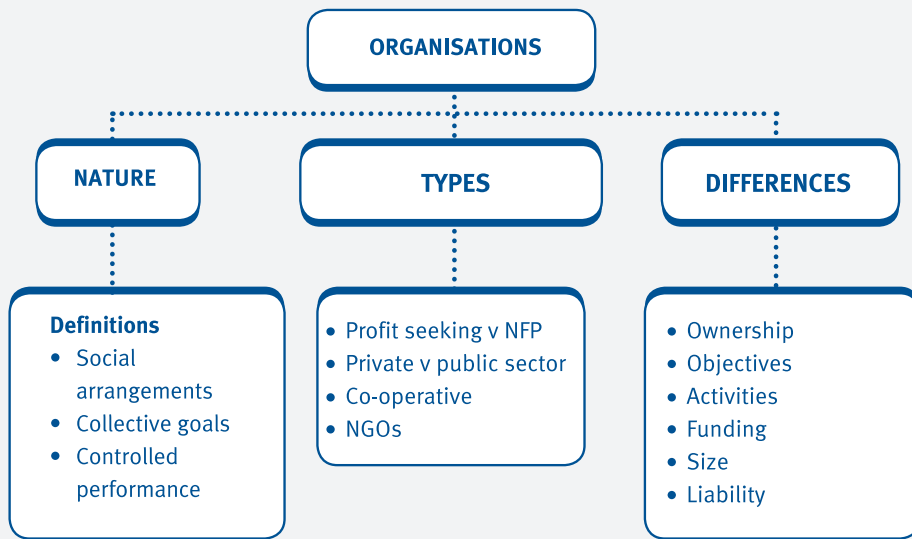 ORGANISATIONS
NATURE
TYPES
DIFFERENCES
Definitions
• Social
arrangements
• Collective goals
• Controlled
performance
• Profit seeking v NFP
• Private v public sector
• Co-operative
• NGOs
• Ownership
• Objectives
• Activities
• Funding
• Size
• Liability